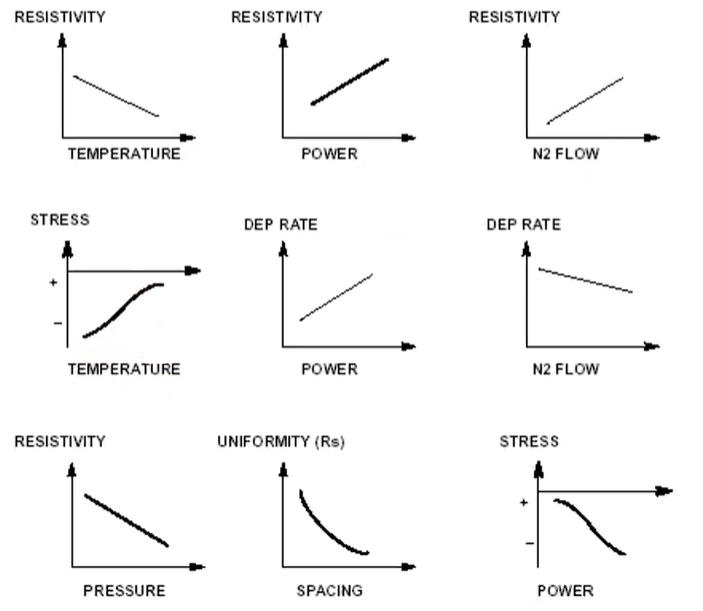 RESISTIVITY
TEMPERATURE
RESISTIVITY
POWER
RESISTIVITY
N2 FLOW
STRESS
+
–
TEMPERATURE
DEP RATE
POWER
DEP RATE
N2 FLOW
RESISTIVITY
PRESSURE
UNIFORMITY (Rs)
SPACING
STRESS
+
–
POWER